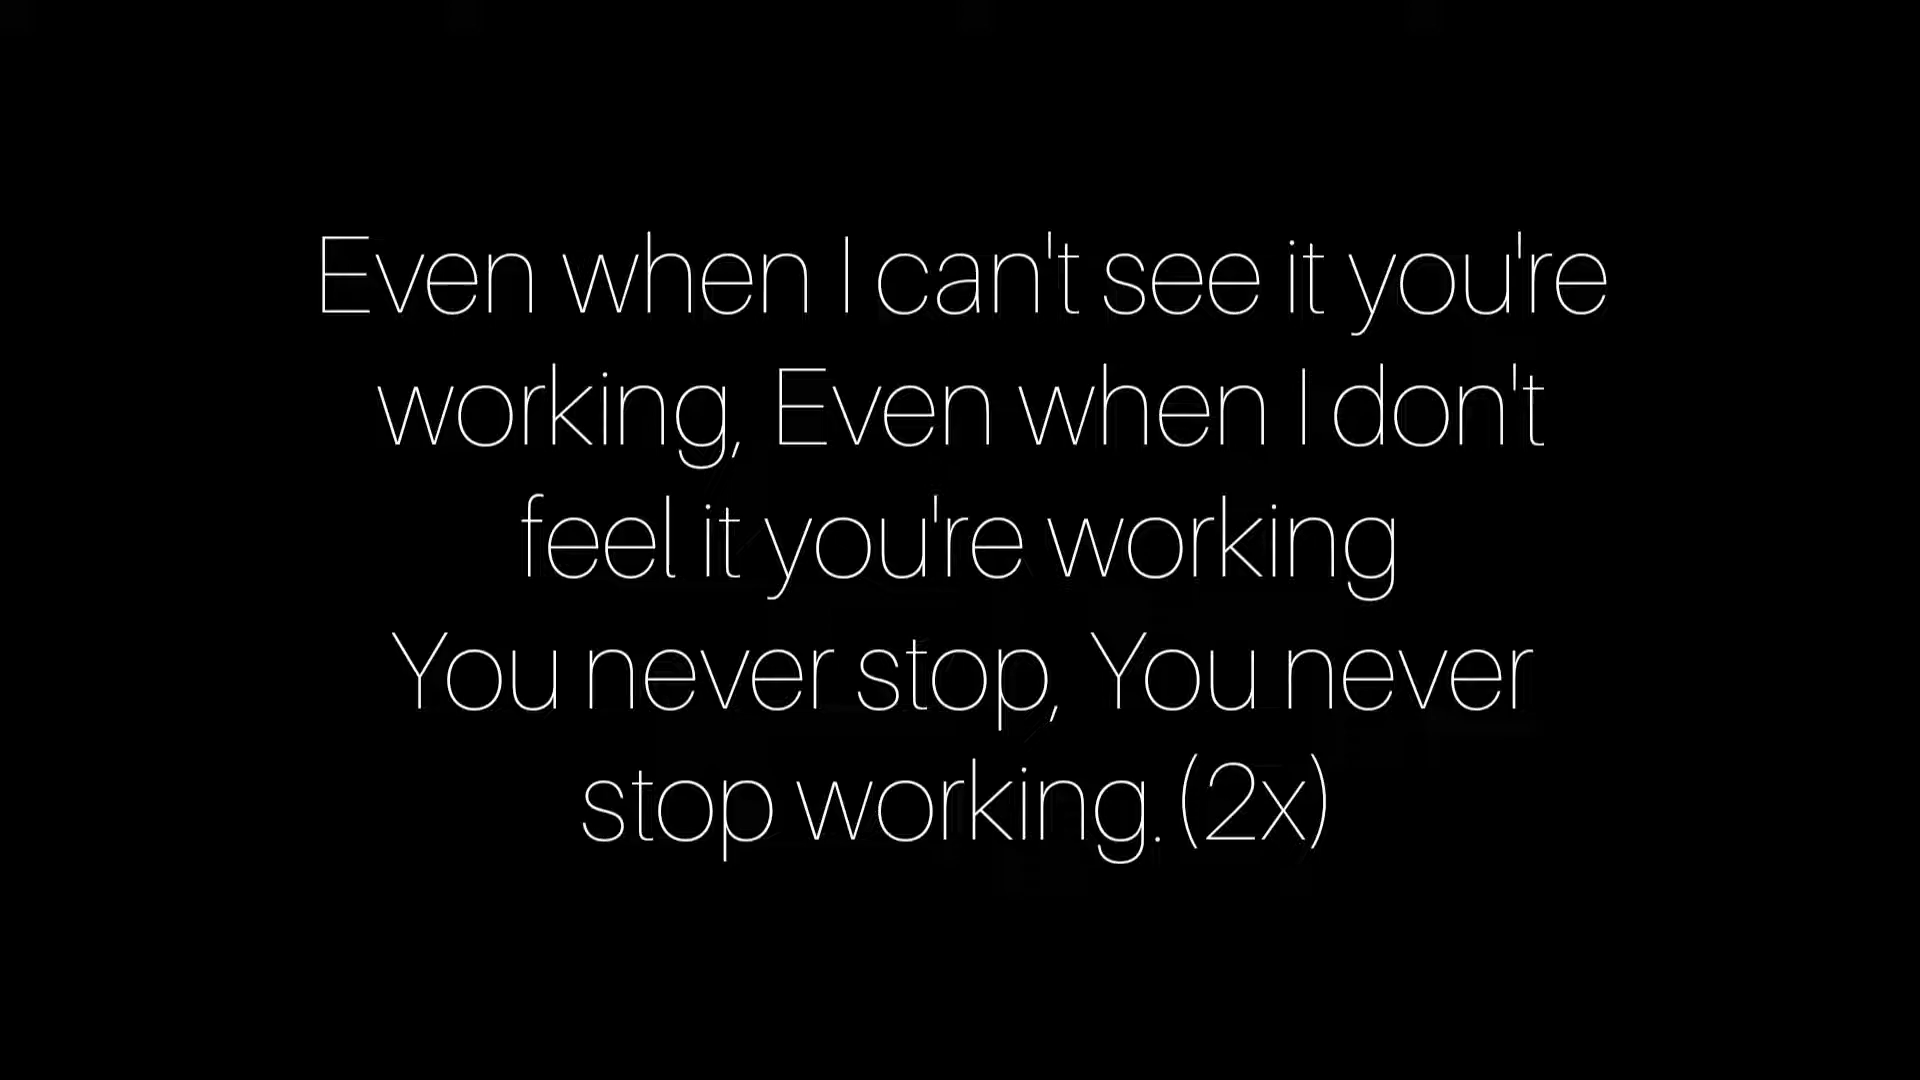 Even when I can't see it you're
working, Even when I don't
feel it you're working
You never stop, You never
stop working. (2x)